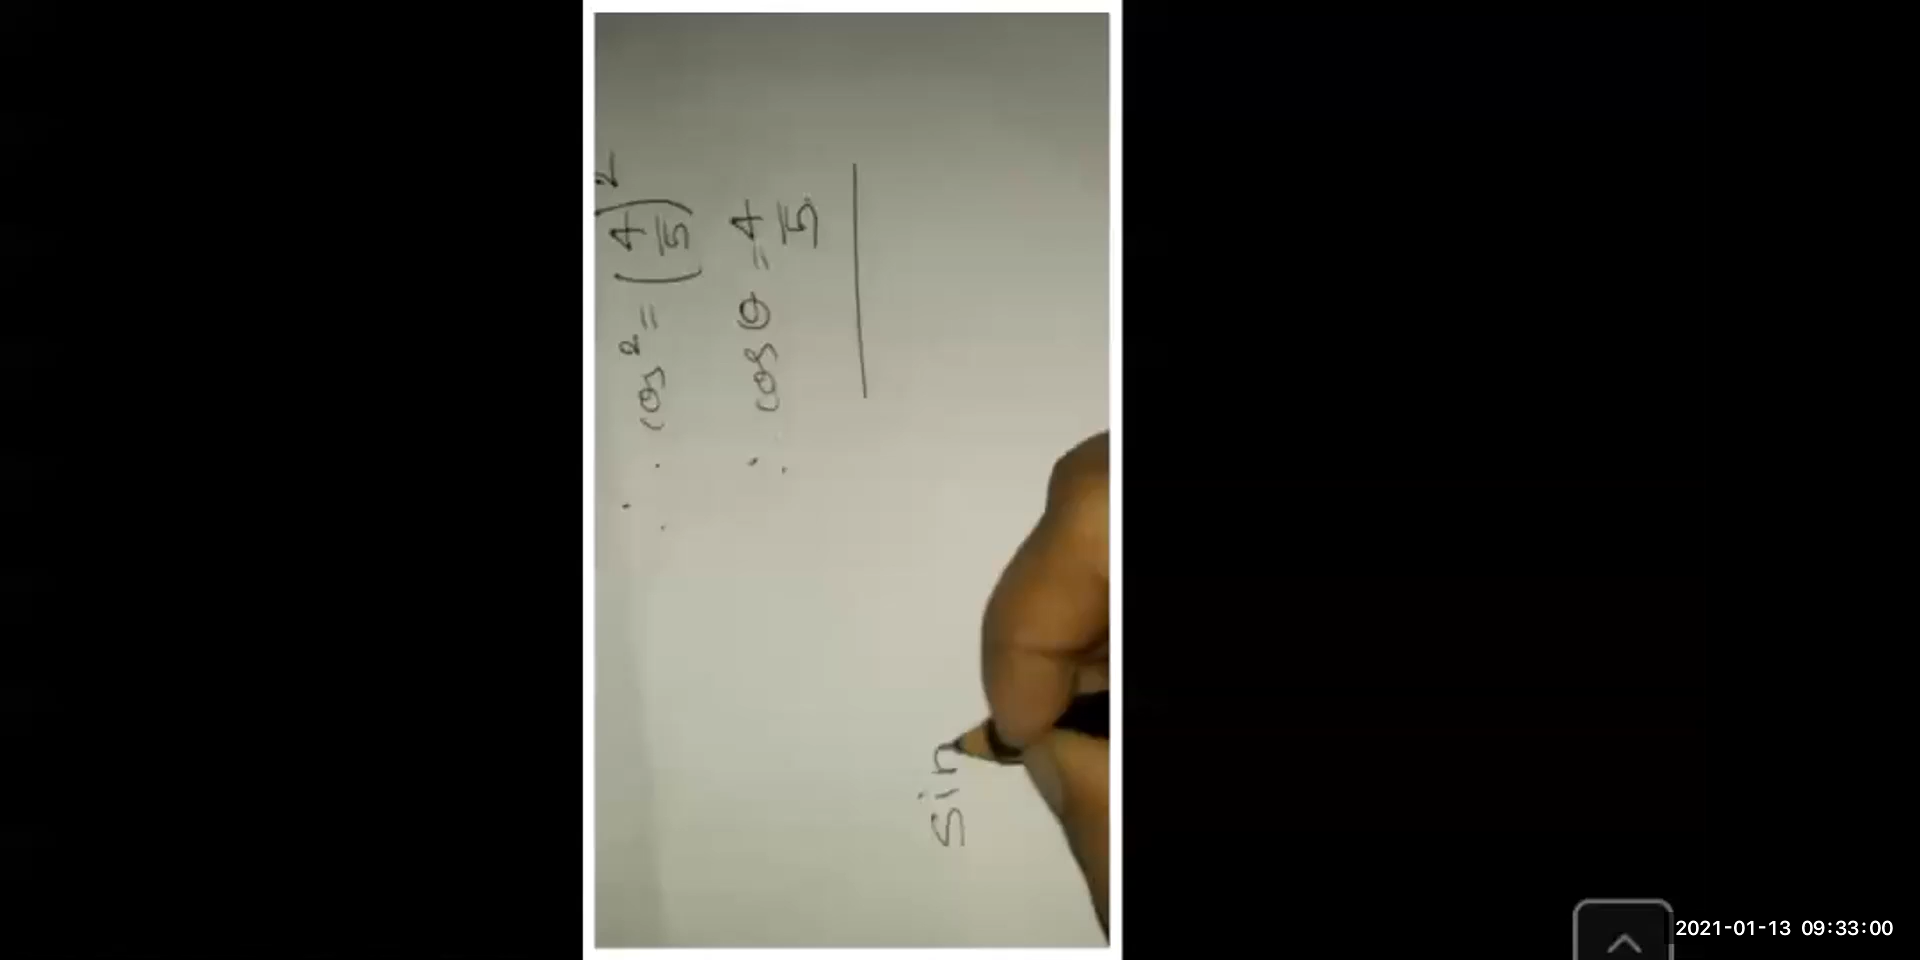 ∴ cos² = (4/5)²
∴ cos θ = 4/5
Sin
2021-01-13 09:33:00